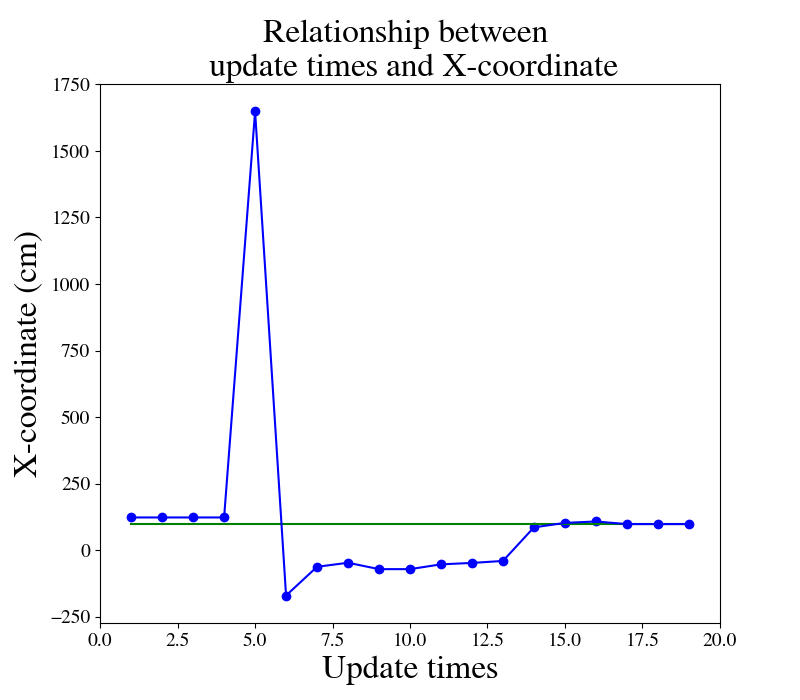 Relationship between
update times and X-coordinate
X-coordinate (cm)
1750
1500
1250
1000
750
500
250
0
−250
0.0 2.5 5.0 7.5 10.0 12.5 15.0 17.5 20.0
Update times